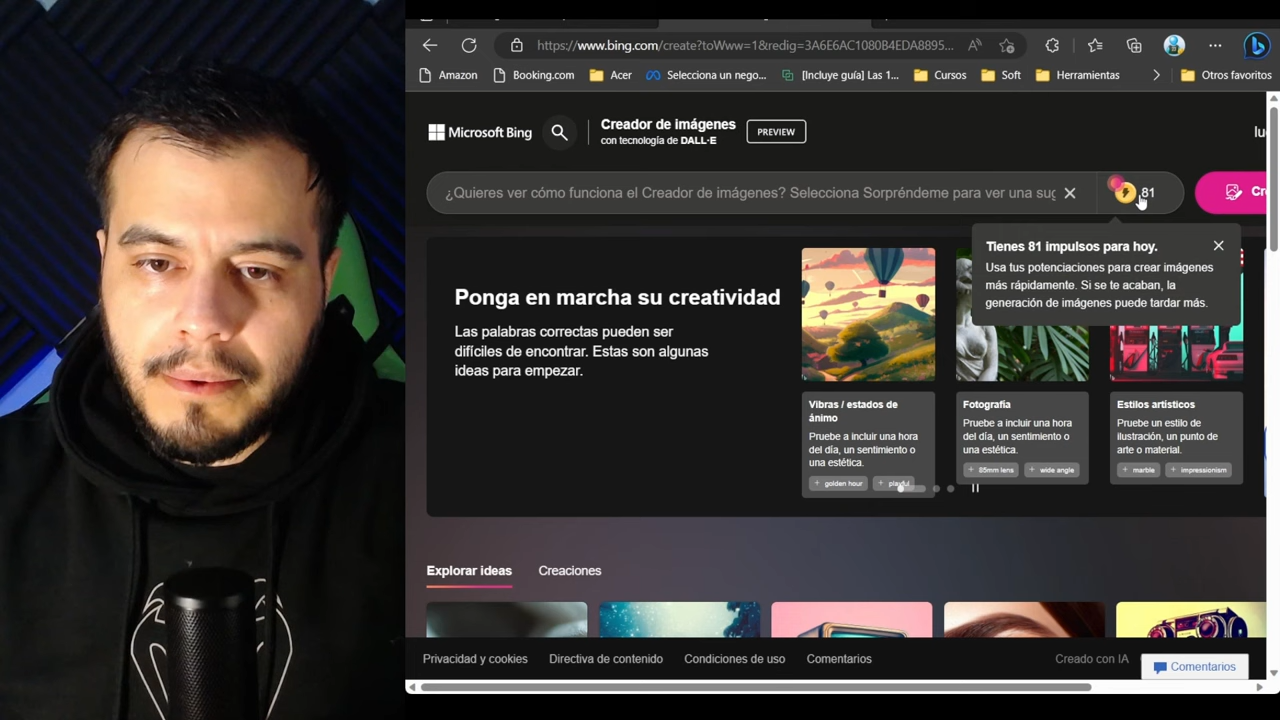 https://www.bing.com/create?toWww=1&redig=3A6E6AC1080B4EDA8895...
Amazon
Booking.com
Acer
Selecciona un nego...
[Incluye guía] Las 1...
Cursos
Soft
Herramientas
Otros favoritos
Microsoft Bing
Creador de imágenes
con tecnología de DALL·E
PREVIEW
¿Quieres ver cómo funciona el Creador de imágenes? Selecciona Sorpréndeme para ver una sug
81
Tienes 81 impulsos para hoy.
Usa tus potenciaciones para crear imágenes
más rápidamente. Si se te acaban, la
generación de imágenes puede tardar más.
Ponga en marcha su creatividad
Las palabras correctas pueden ser
difíciles de encontrar. Estas son algunas
ideas para empezar.
Vibras / estados de
ánimo
Pruebe a incluir una hora
del día, un sentimiento o
una estética.
+ golden hour
+ playful
Fotografía
Pruebe a incluir una hora
del día, un sentimiento o
una estética.
+ 85mm lens
+ wide angle
Estilos artísticos
Pruebe un estilo de
ilustración, un punto de
arte o material.
+ marble
+ impressionism
Explorar ideas
Creaciones
Privacidad y cookies
Directiva de contenido
Condiciones de uso
Comentarios
Creado con IA
Comentarios